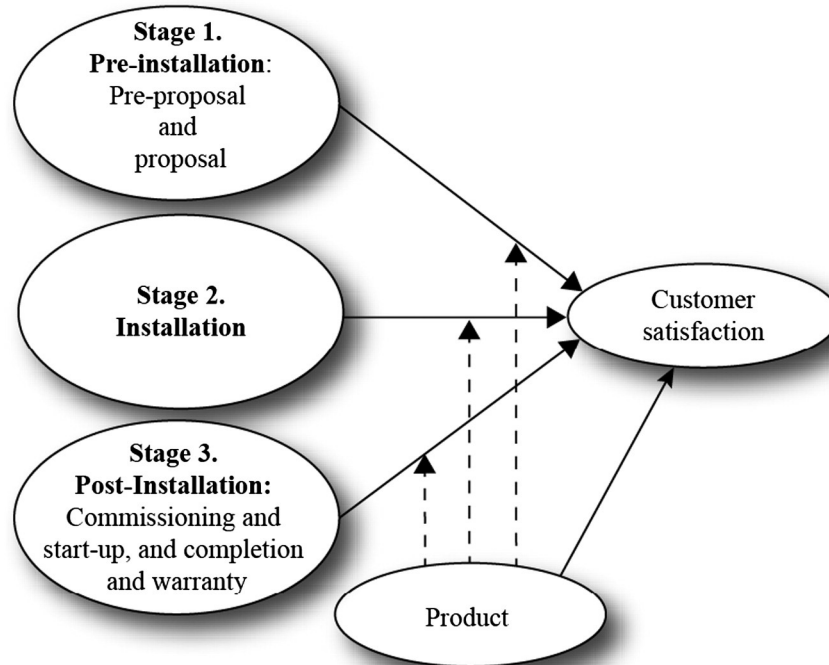 Stage 1.
Pre-installation:
Pre-proposal
and
proposal
Stage 2.
Installation
Customer
satisfaction
Stage 3.
Post-Installation:
Commissioning and
start-up, and completion
and warranty
Product